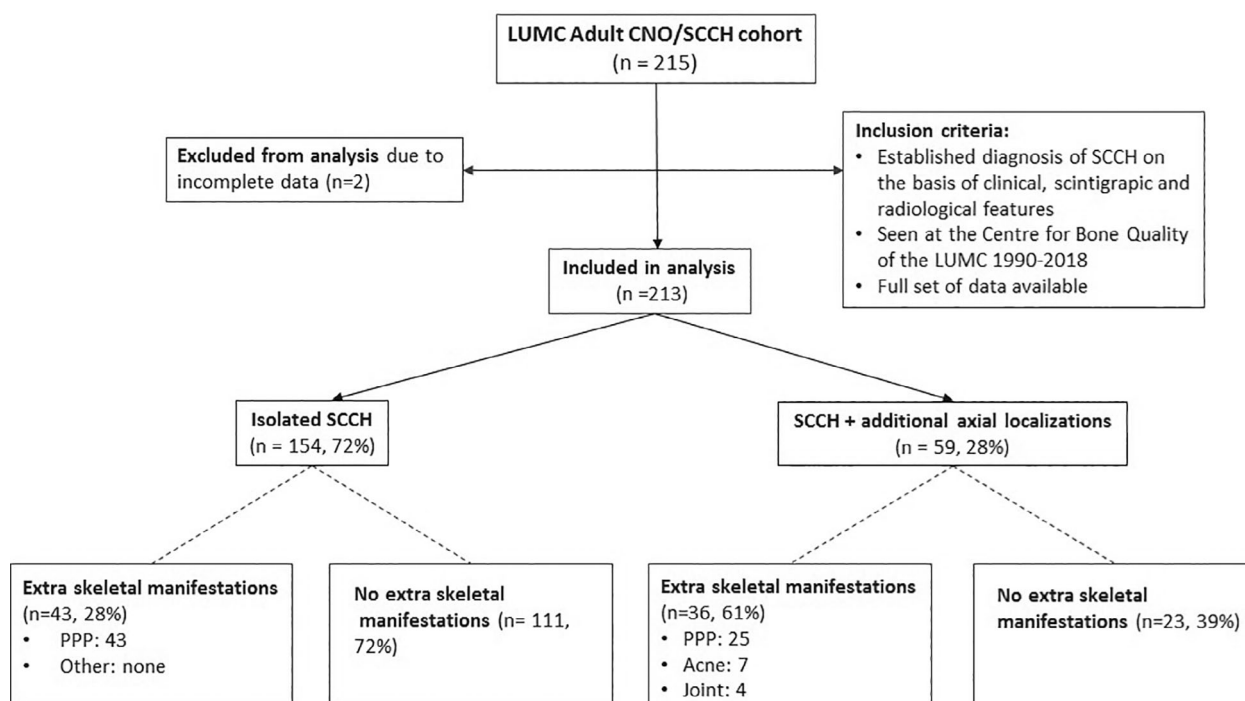 LUMC Adult CNO/SCCH cohort
(n = 215)
Excluded from analysis due to
incomplete data (n=2)
Inclusion criteria:
• Established diagnosis of SCCH on
the basis of clinical, scintigrapic and
radiological features
• Seen at the Centre for Bone Quality
of the LUMC 1990-2018
• Full set of data available
Included in analysis
(n =213)
Isolated SCCH
(n = 154, 72%)
SCCH + additional axial localizations
(n = 59, 28%)
Extra skeletal manifestations
(n=43, 28%)
• PPP: 43
• Other: none
No extra skeletal
manifestations (n= 111,
72%)
Extra skeletal manifestations
(n=36, 61%)
• PPP: 25
• Acne: 7
• Joint: 4
No extra skeletal
manifestations (n=23, 39%)